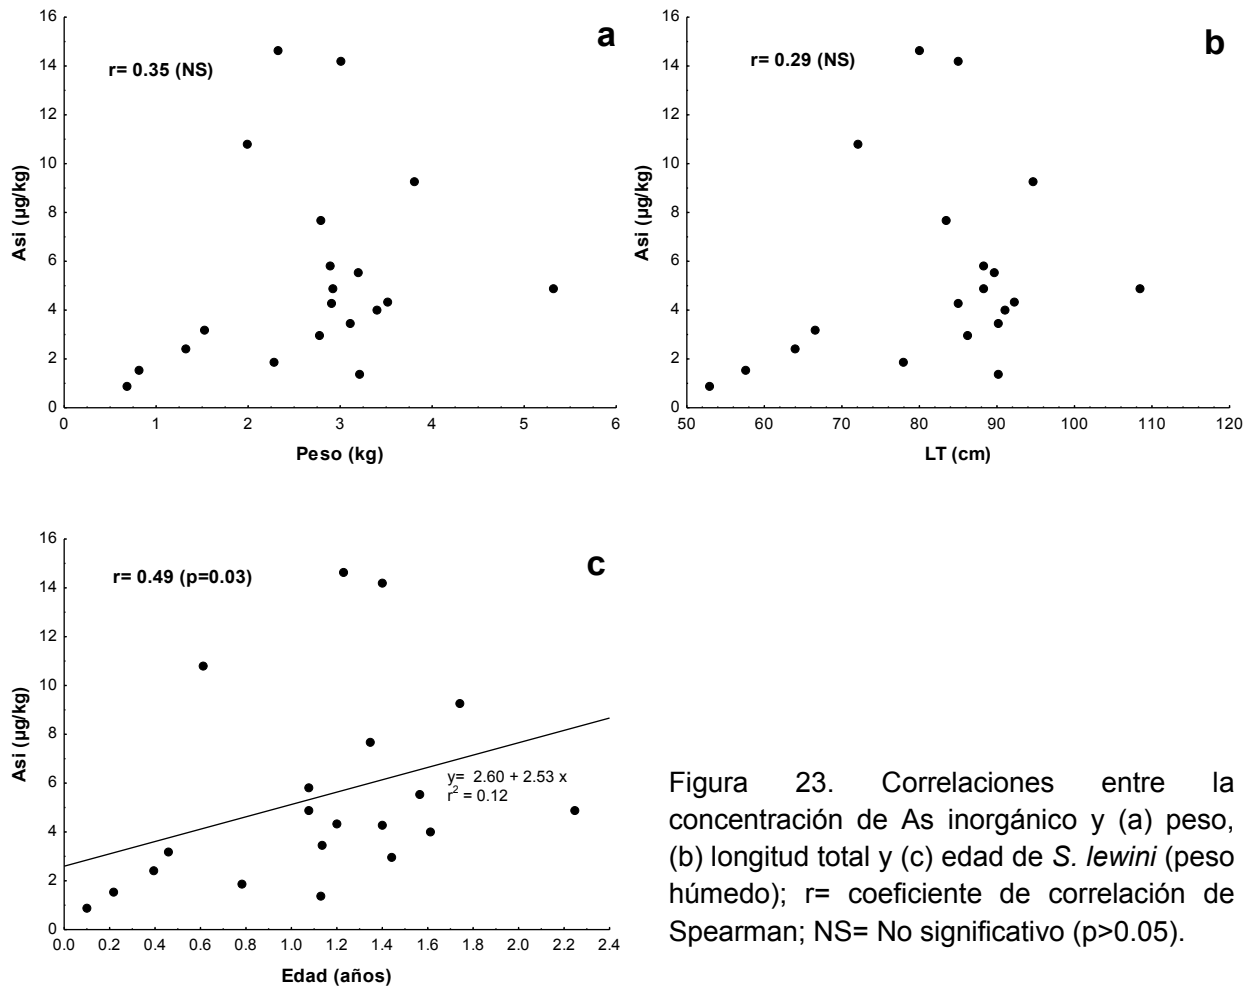 a
r= 0.35 (NS)
Asi (µg/kg)
16
14
12
10
8
6
4
2
0
0 1 2 3 4 5 6
Peso (kg)
b
r= 0.29 (NS)
Asi (µg/kg)
16
14
12
10
8
6
4
2
0
50 60 70 80 90 100 110 120
LT (cm)
c
r= 0.49 (p=0.03)
Asi (µg/kg)
16
14
12
10
8
6
4
2
0
y= 2.60 + 2.53 x
r² = 0.12
0.0 0.2 0.4 0.6 0.8 1.0 1.2 1.4 1.6 1.8 2.0 2.2 2.4
Edad (años)
Figura 23. Correlaciones entre la
concentración de As inorgánico y (a) peso,
(b) longitud total y (c) edad de S. lewini (peso
húmedo); r= coeficiente de correlación de
Spearman; NS= No significativo (p>0.05).